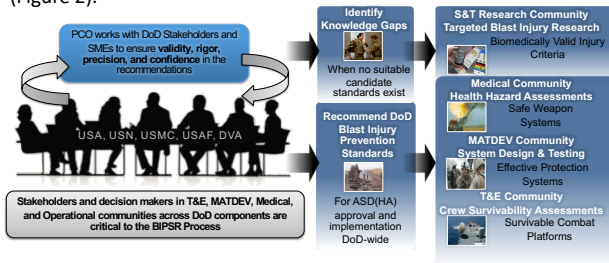 (Figure 2).
PCO works with DoD Stakeholders and
SMEs to ensure validity, rigor,
precision, and confidence in the
recommendations
USA, USN, USMC, USAF, DVA
Stakeholders and decision makers in T&E, MATDEV, Medical,
and Operational communities across DoD components are
critical to the BIPSR Process
Identify
Knowledge Gaps
When no suitable
candidate
standards exist
Recommend DoD
Blast Injury
Prevention
Standards
For ASD(HA)
approval and
implementation
DoD-wide
S&T Research Community
Targeted Blast Injury Research
Biomedically Valid Injury
Criteria
Medical Community
Health Hazard Assessments
Safe Weapon
Systems
MATDEV Community
System Design & Testing
Effective Protection
Systems
T&E Community
Crew Survivability Assessments
Survivable Combat
Platforms